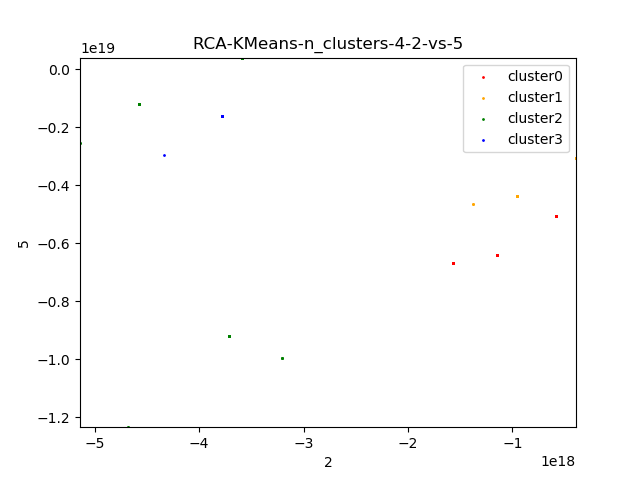 RCA-KMeans-n_clusters-4-2-vs-5
1e19
cluster0
cluster1
cluster2
cluster3
0.0
−0.2
−0.4
−0.6
−0.8
−1.0
−1.2
5
−5
−4
−3
−2
−1
2
1e18